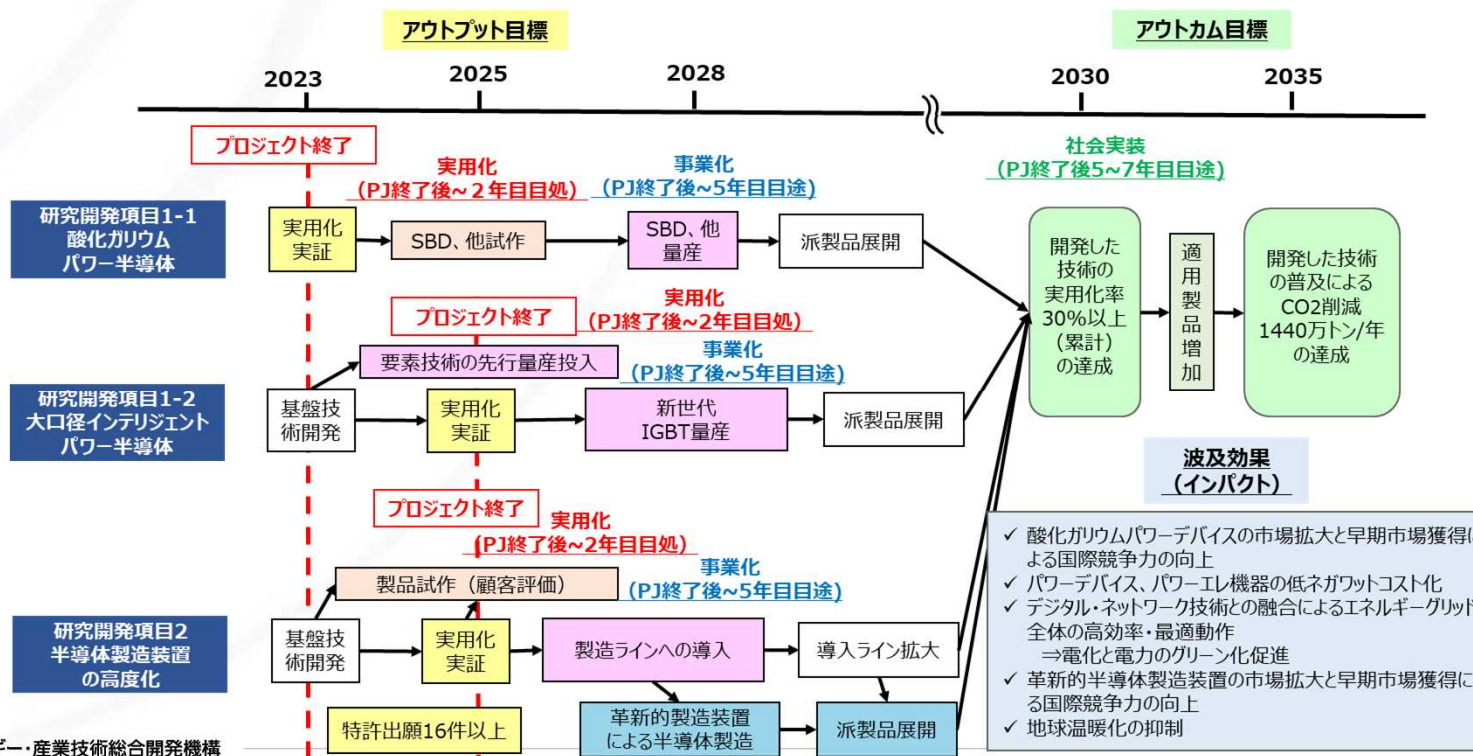 アウトプット目標
アウトカム目標
2023
2025
2028
2030
2035
プロジェクト終了
実用化
（PJ終了後～２年目目処）
事業化
（PJ終了後～5年目目途）
社会実装
（PJ終了後5～7年目目途）
研究開発項目1-1
酸化ガリウム
パワー半導体
実用化
実証
SBD、他試作
SBD、他
量産
派製品展開
開発した
技術の
実用化率
30％以上
（累計）
の達成
適用製品増加
開発した技術
の普及による
CO2削減
1440万トン/年
の達成
プロジェクト終了
実用化
（PJ終了後～2年目目処）
要素技術の先行量産投入
事業化
（PJ終了後～5年目目途）
研究開発項目1-2
大口径インテリジェント
パワー半導体
基盤技
術開発
実用化
実証
新世代
IGBT量産
派製品展開
プロジェクト終了
実用化
（PJ終了後～2年目目処）
製品試作（顧客評価）
事業化
（PJ終了後～5年目目途）
研究開発項目2
半導体製造装置
の高度化
基盤技
術開発
実用化
実証
製造ラインへの導入
導入ライン拡大
特許出願16件以上
革新的製造装置
による半導体製造
派製品展開
波及効果
（インパクト）
✓ 酸化ガリウムパワーデバイスの市場拡大と早期市場獲得に
よる国際競争力の向上
✓ パワーデバイス、パワーエレ機器の低ネガワットコスト化
✓ デジタル・ネットワーク技術との融合によるエネルギーグリッド
全体の高効率・最適動作
⇒電化と電力のグリーン化促進
✓ 革新的半導体製造装置の市場拡大と早期市場獲得によ
る国際競争力の向上
✓ 地球温暖化の抑制
ギー・産業技術総合開発機構